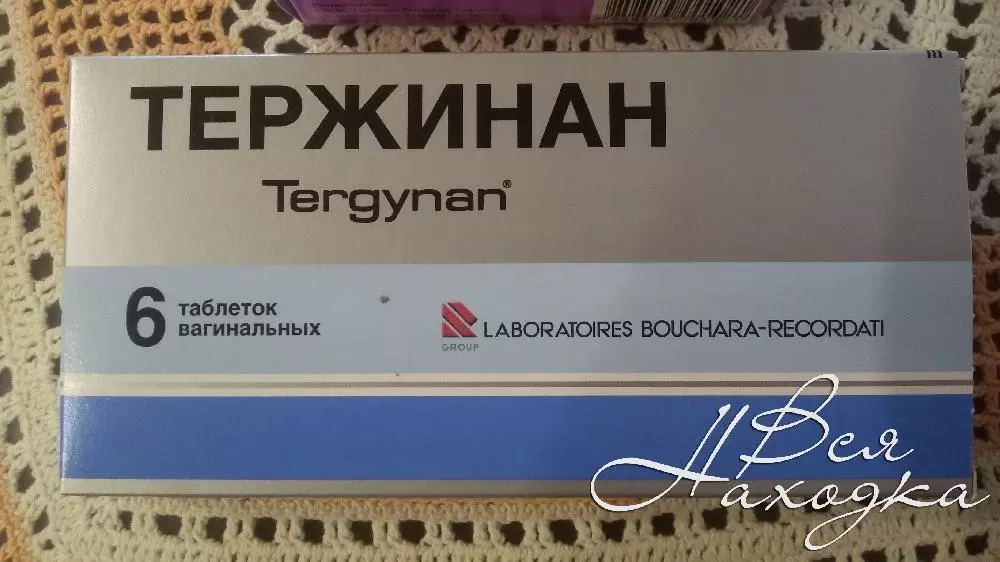 ТЕРЖИНАН
Tergynan®
6 таблеток
вагинальных
GROUP
LABORATOIRES BOUCHARA-RECORDATI
Вся
Находка